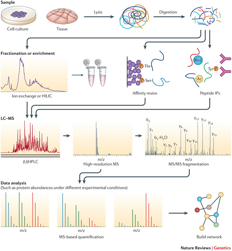 Sample
Lysis
Digestion
Cell culture
Tissue
Fractionation or enrichment
Ion exchange or HILIC
Affinity resins
Peptide IPs
LC–MS
(U)HPLC
m/z
High-resolution MS
m/z
MS/MS fragmentation
Data analysis
(Such as protein abundances under different experimental conditions)
m/z
m/z
MS-based quantification
Build network
Nature Reviews | Genetics